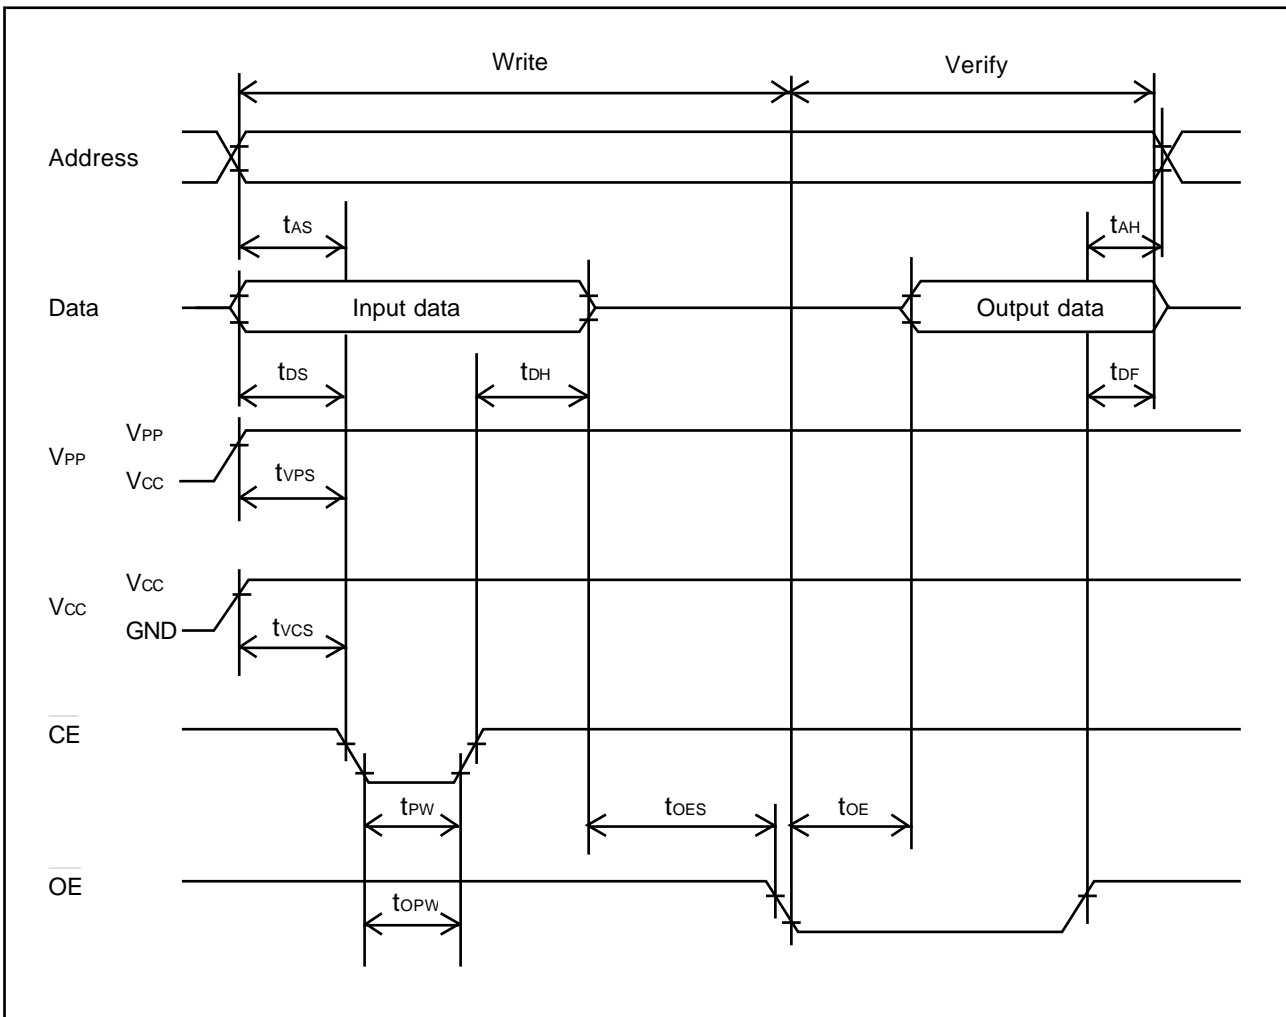 Write
Verify
Address
tAS
tAH
Data
Input data
Output data
tDS
tDH
tDF
VPP
VPP
VCC
tVPS
VCC
VCC
GND
tVCS
CE
tPW
tOES
tOE
OE
tOPW